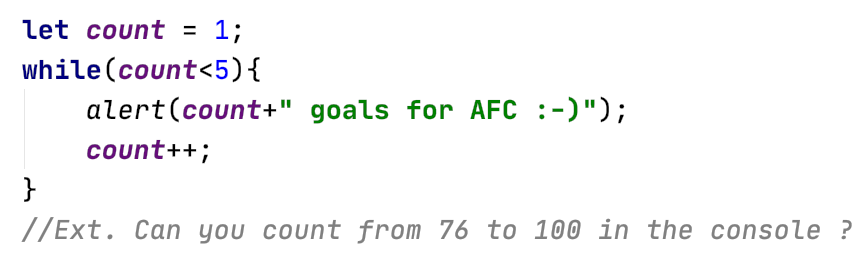 let count = 1;
while(count<5){
    alert(count+" goals for AFC :-)");
    count++;
}
//Ext. Can you count from 76 to 100 in the console ?